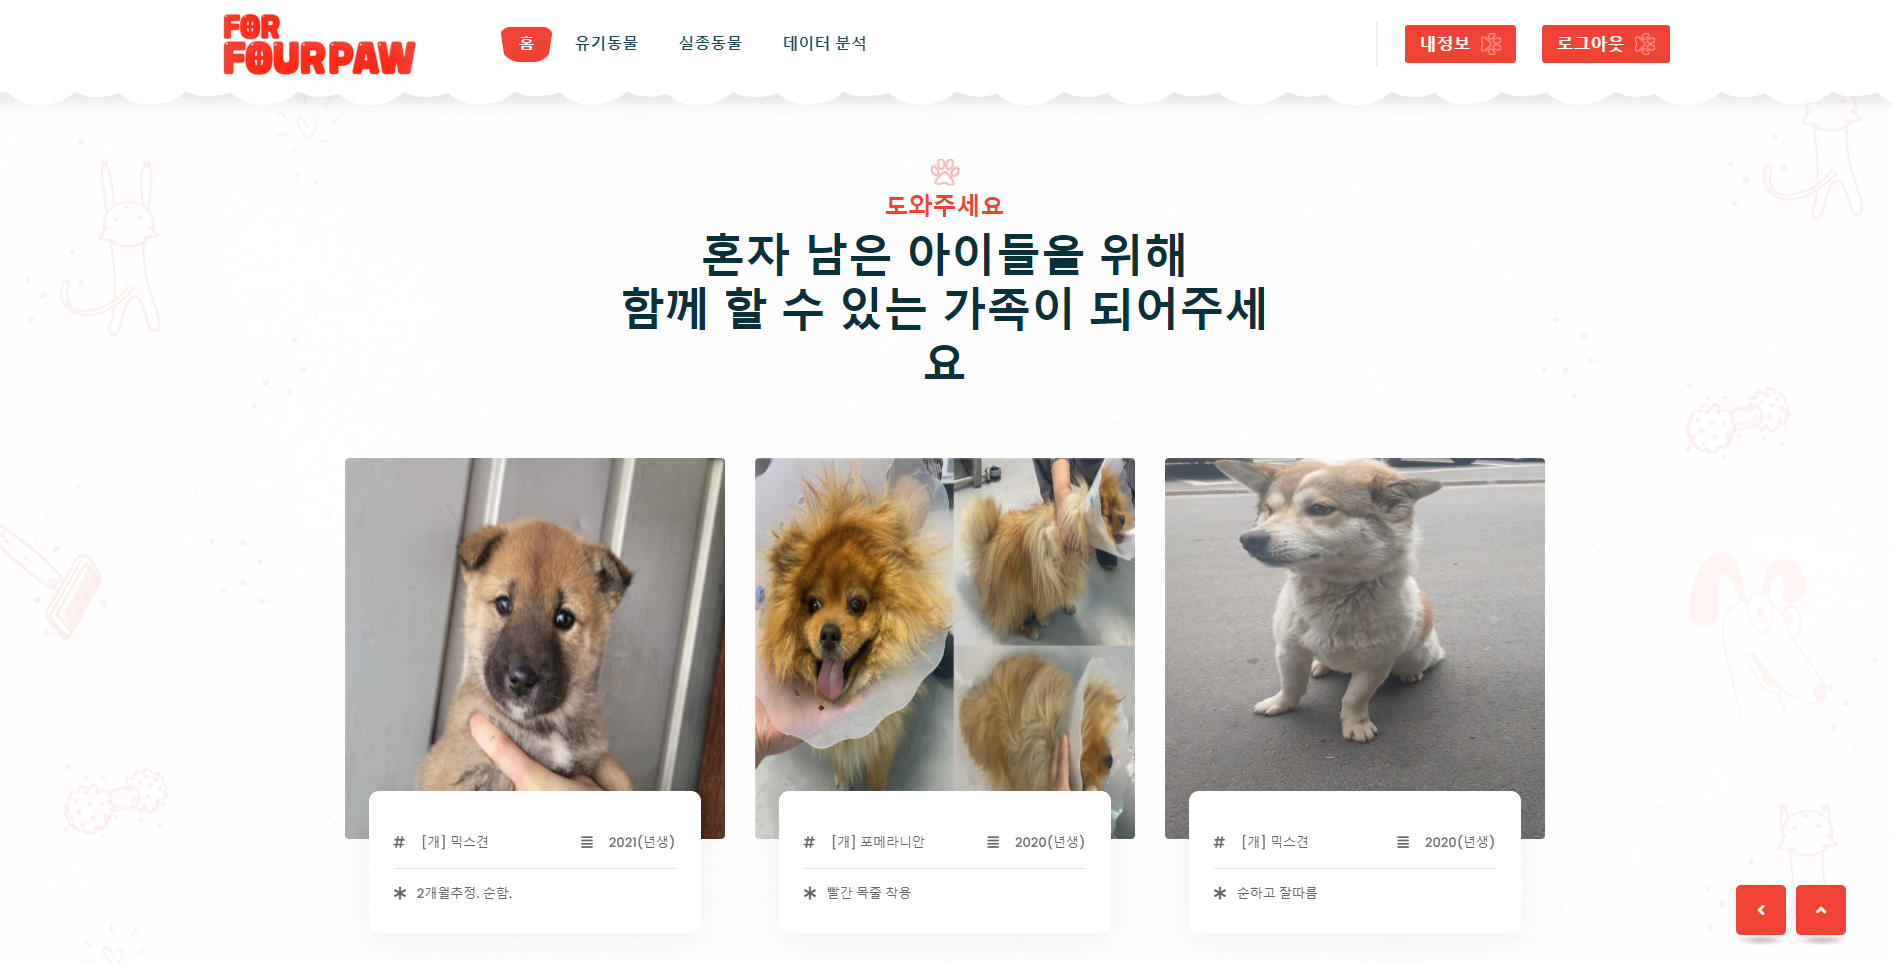 FOR
FOURPAW
홈 유기동물 실종동물 데이터 분석 내정보 로그아웃
도와주세요
혼자 남은 아이들을 위해
함께 할 수 있는 가족이 되어주세
요
# [개] 믹스견 2021(년생)
2개월추정. 순함.
# [개] 포메라니안 2020(년생)
빨간 목줄 착용
# [개] 믹스견 2020(년생)
순하고 잘따름